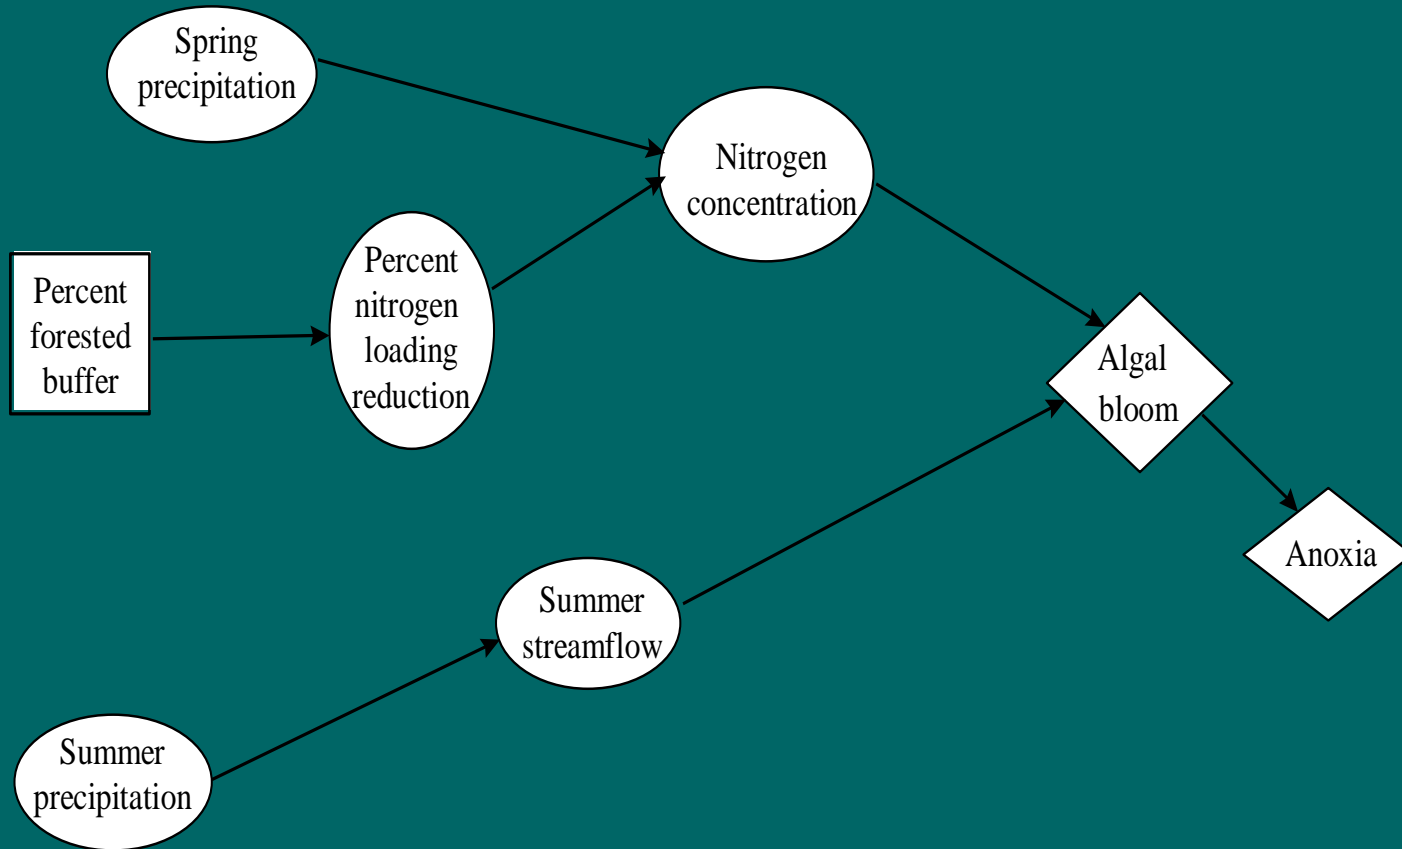 Spring
precipitation
Nitrogen
concentration
Percent
forested
buffer
Percent
nitrogen
loading
reduction
Algal
bloom
Anoxia
Summer
streamflow
Summer
precipitation